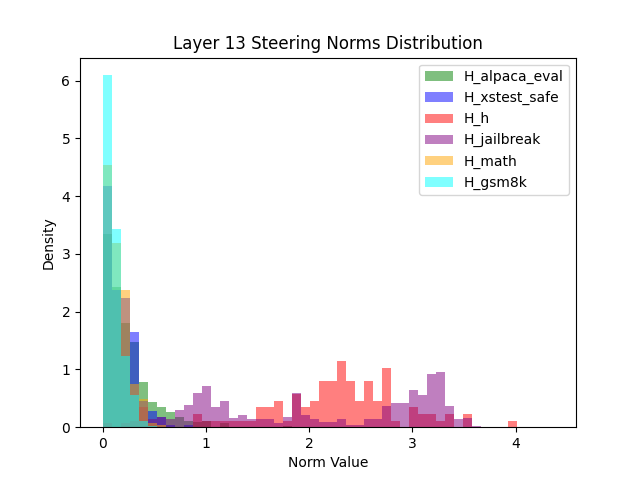 Layer 13 Steering Norms Distribution
Density
6
5
4
3
2
1
0
H_alpaca_eval
H_xstest_safe
H_h
H_jailbreak
H_math
H_gsm8k
0
1
2
3
4
Norm Value